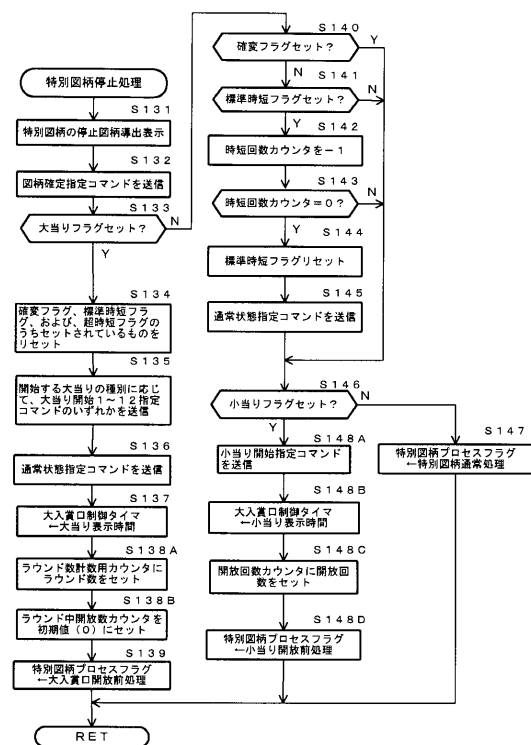 特別図柄停止処理
S131
特別図柄の停止図柄導出表示
S132
図柄確定指定コマンドを送信
S133
大当りフラグセット?
N
Y
S134
確変フラグ、標準時短フラ
グ、および、超時短フラグの
うちセットされているものを
リセット
S135
開始する大当りの種別に応じ
て、大当り開始1~12指定
コマンドのいずれかを送信
S136
通常状態指定コマンドを送信
S137
大入賞口制御タイマ
←大当り表示時間
S138A
ラウンド数計数用カウンタに
ラウンド数をセット
S138B
ラウンド中開放数カウンタを
初期値(0)にセット
S139
特別図柄プロセスフラグ
←大入賞口開放前処理
RET
S140
確変フラグセット?
Y
N
S141
標準時短フラグセット?
N
Y
S142
時短回数カウンタを-1
S143
時短回数カウンタ=0?
N
Y
S144
標準時短フラグリセット
S145
通常状態指定コマンドを送信
S146
小当りフラグセット?
N
Y
S147
特別図柄プロセスフラグ
←特別図柄通常処理
S148A
小当り開始指定コマンド
を送信
S148B
大入賞口制御タイマ
←小当り表示時間
S148C
開放回数カウンタに開放回
数をセット
S148D
特別図柄プロセスフラグ
←小当り開放前処理